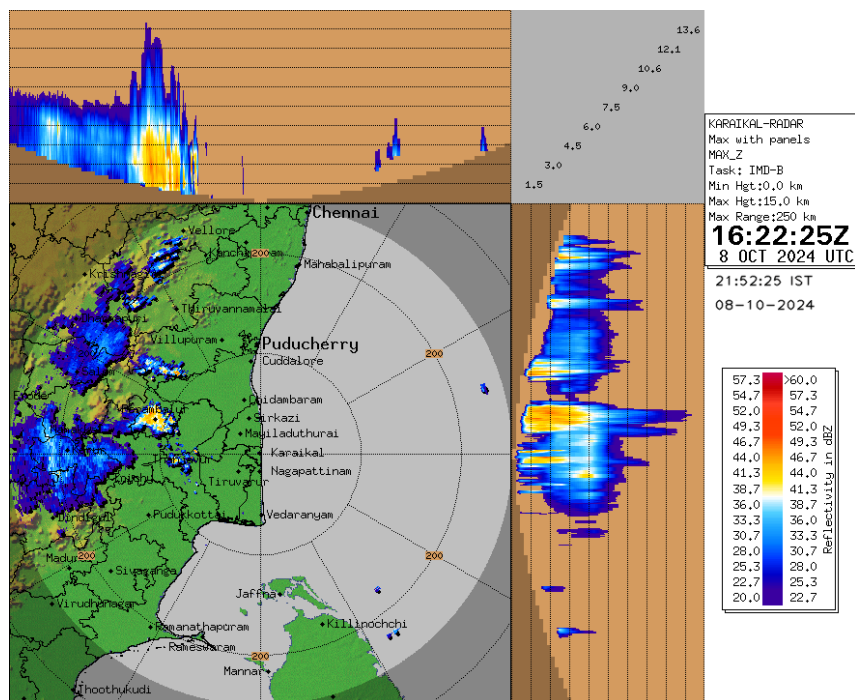 13.6
12.1
10.6
9.0
7.5
6.0
4.5
3.0
1.5
KARAIKAL-RADAR
Max with panels
MAX_Z
Task: IMD-B
Min Hgt:0.0 km
Max Hgt:15.0 km
Max Range:250 km
16:22:25Z
8 OCT 2024 UTC
21:52:25 IST
08-10-2024
Chennai
Vellore
200
Mahabalipuram
Thiruvannamalai
Villupuram
Puducherry
200
Cuddalore
Chidambaram
Sirkazi
Mayiladuthurai
Karaikal
Nagapattinam
Tiruvarur
Pudukkottai
Vedaranyam
200
200
Sivaganga
Jaffna
Virudhanagar
Ramanathapuram
Killinochchi
Rameswaram
200
Mannar
Thoothukudi
57.3 >60.0
54.7 57.3
52.0 54.7
49.3 52.0
46.7 49.3
44.0 46.7
41.3 44.0
38.7 41.3
36.0 38.7
33.3 36.0
30.7 33.3
28.0 30.7
25.3 28.0
22.7 25.3
20.0 22.7
Reflectivity in dBZ